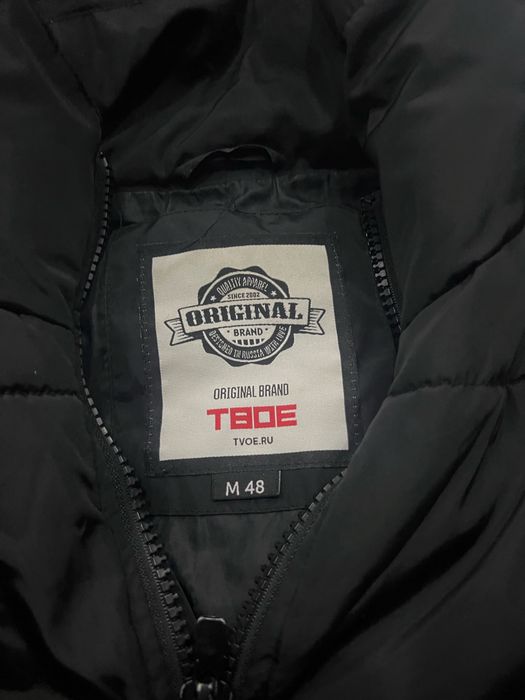 QUALITY APPAREL
SINCE 2002
ORIGINAL
BRAND
DESIGNED IN RUSSIA WITH LOVE
ORIGINAL BRAND
ТВОЕ
TVOE.RU
M 48